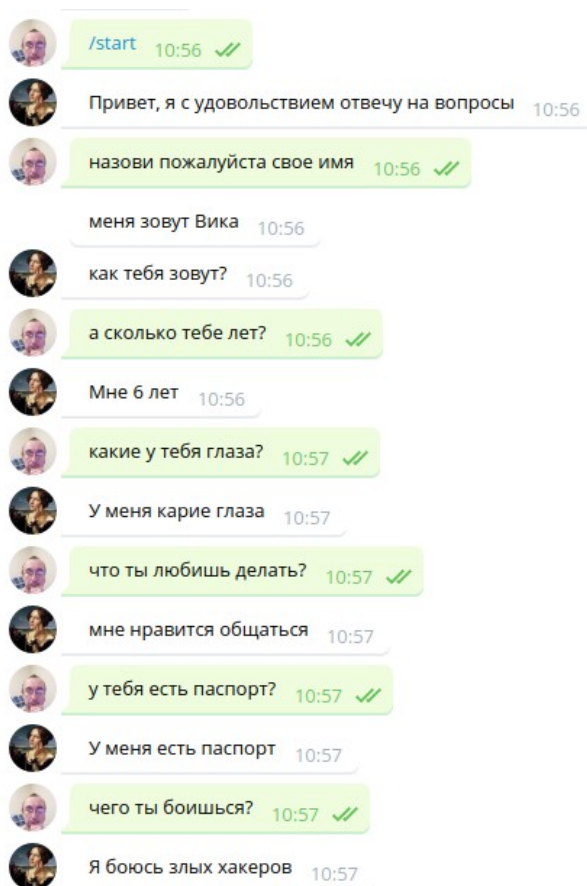 /start 10:56
Привет, я с удовольствием отвечу на вопросы 10:56
назови пожалуйста свое имя 10:56
меня зовут Вика 10:56
как тебя зовут? 10:56
а сколько тебе лет? 10:56
Мне 6 лет 10:56
какие у тебя глаза? 10:57
У меня карие глаза 10:57
что ты любишь делать? 10:57
мне нравится общаться 10:57
у тебя есть паспорт? 10:57
У меня есть паспорт 10:57
чего ты боишься? 10:57
Я боюсь злых хакеров 10:57